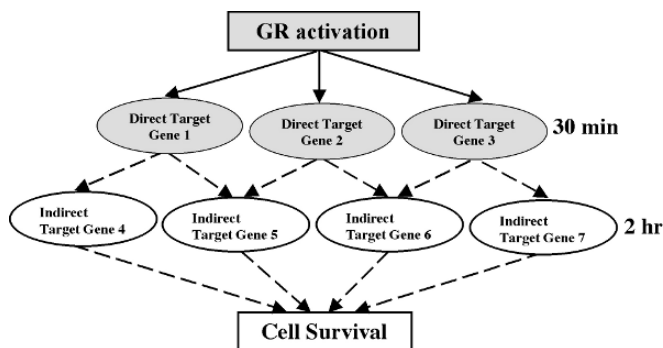 GR activation
Direct Target
Gene 1
Direct Target
Gene 2
Direct Target
Gene 3
30 min
Indirect
Target Gene 4
Indirect
Target Gene 5
Indirect
Target Gene 6
Indirect
Target Gene 7
2 hr
Cell Survival